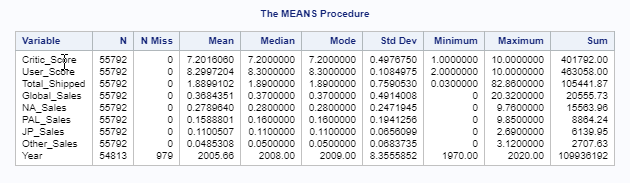 The MEANS Procedure
Variable N N Miss Mean Median Mode Std Dev Minimum Maximum Sum
Critic_Score 55792 0 7.2016060 7.2000000 7.2000000 0.4976750 1.0000000 10.0000000 401792.00
User_Score 55792 0 8.2997204 8.3000000 8.3000000 0.1084975 2.0000000 10.0000000 463058.00
Total_Shipped 55792 0 1.8899102 1.8900000 1.8900000 0.7590530 0.0300000 82.8600000 105441.87
Global_Sales 55792 0 0.3684351 0.3700000 0.3700000 0.4914008 0 20.3200000 20555.73
NA_Sales 55792 0 0.2789640 0.2800000 0.2800000 0.2471945 0 9.7600000 15563.96
PAL_Sales 55792 0 0.1588801 0.1600000 0.1600000 0.1941256 0 9.8500000 8864.24
JP_Sales 55792 0 0.1100507 0.1100000 0.1100000 0.0656099 0 2.6900000 6139.95
Other_Sales 55792 0 0.0485308 0.0500000 0.0500000 0.0683735 0 3.1200000 2707.63
Year 54813 979 2005.66 2008.00 2009.00 8.3555852 1970.00 2020.00 109936192